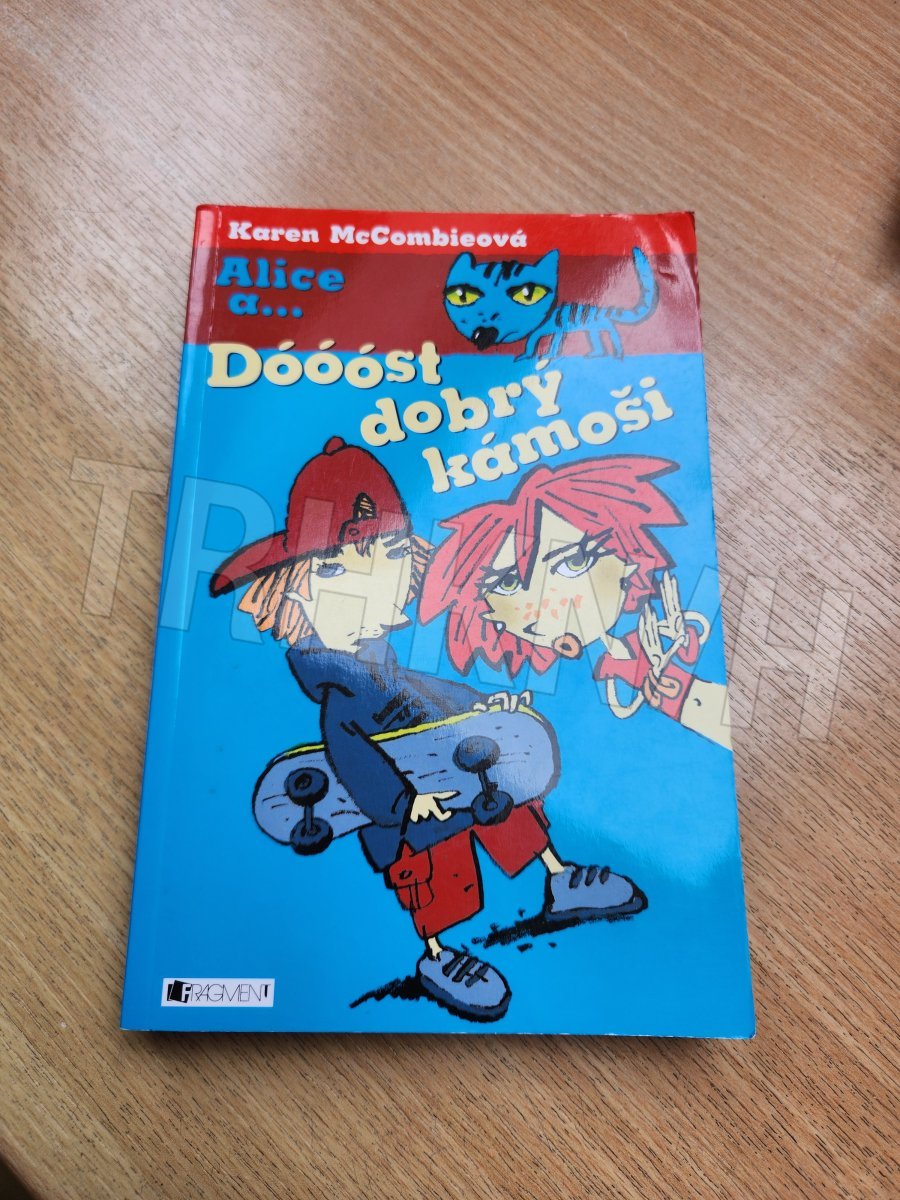 Karen McCombieová
Alice
a...
Dóóóst
dobrý
kámoši
FRAGMENT